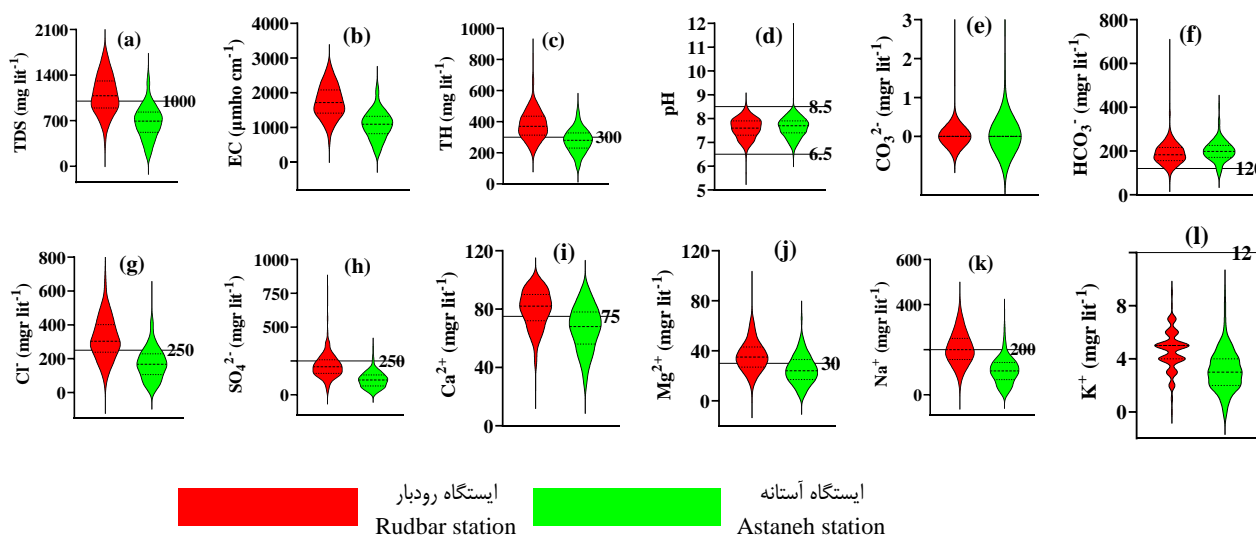 (a)
TDS (mg lit⁻¹)
2100
1400
700
0
1000
(b)
EC (µmho cm⁻¹)
4000
3000
2000
1000
0
(c)
TH (mg lit⁻¹)
1000
800
600
400
200
0
300
(d)
pH
12
11
10
9
8
7
6
5
8.5
6.5
(e)
CO₃²⁻ (mgr lit⁻¹)
3
0
(f)
HCO₃⁻ (mgr lit⁻¹)
800
600
400
200
0
120
(g)
Cl⁻ (mgr lit⁻¹)
800
600
400
200
0
250
(h)
SO₄²⁻ (mgr lit⁻¹)
1000
750
500
250
0
250
(i)
Ca²⁺ (mgr lit⁻¹)
120
80
40
0
75
(j)
Mg²⁺ (mgr lit⁻¹)
120
80
40
0
30
(k)
Na⁺ (mgr lit⁻¹)
600
400
200
0
200
(l)
K⁺ (mgr lit⁻¹)
8
4
0
12
ایستگاه رودبار
Rudbar station
ایستگاه آستانه
Astaneh station